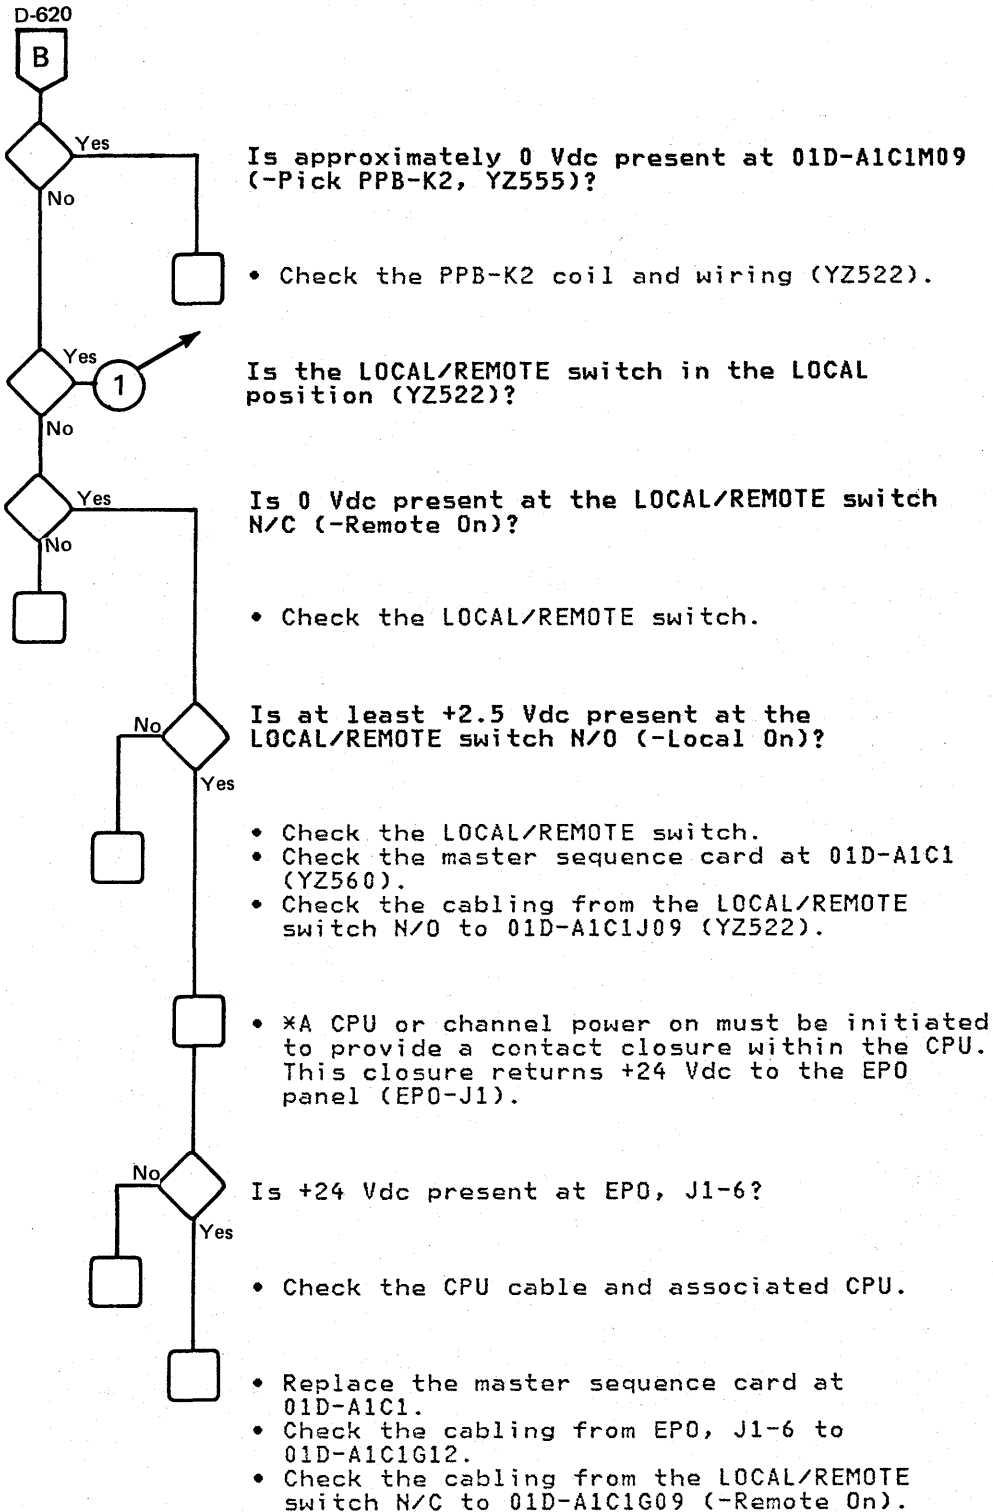 D-620
B
Yes
Is approximately 0 Vdc present at 01D-A1C1M09
(-Pick PPB-K2, YZ555)?
No
• Check the PPB-K2 coil and wiring (YZ522).
Yes
1
Is the LOCAL/REMOTE switch in the LOCAL
position (YZ522)?
No
Yes
Is 0 Vdc present at the LOCAL/REMOTE switch
N/C (-Remote On)?
No
• Check the LOCAL/REMOTE switch.
No
Is at least +2.5 Vdc present at the
LOCAL/REMOTE switch N/O (-Local On)?
Yes
• Check the LOCAL/REMOTE switch.
• Check the master sequence card at 01D-A1C1
(YZ560).
• Check the cabling from the LOCAL/REMOTE
switch N/O to 01D-A1C1J09 (YZ522).
• *A CPU or channel power on must be initiated
to provide a contact closure within the CPU.
This closure returns +24 Vdc to the EPO
panel (EPO-J1).
No
Is +24 Vdc present at EPO, J1-6?
Yes
• Check the CPU cable and associated CPU.
• Replace the master sequence card at
01D-A1C1.
• Check the cabling from EPO, J1-6 to
01D-A1C1G12.
• Check the cabling from the LOCAL/REMOTE
switch N/C to 01D-A1C1G09 (-Remote On).